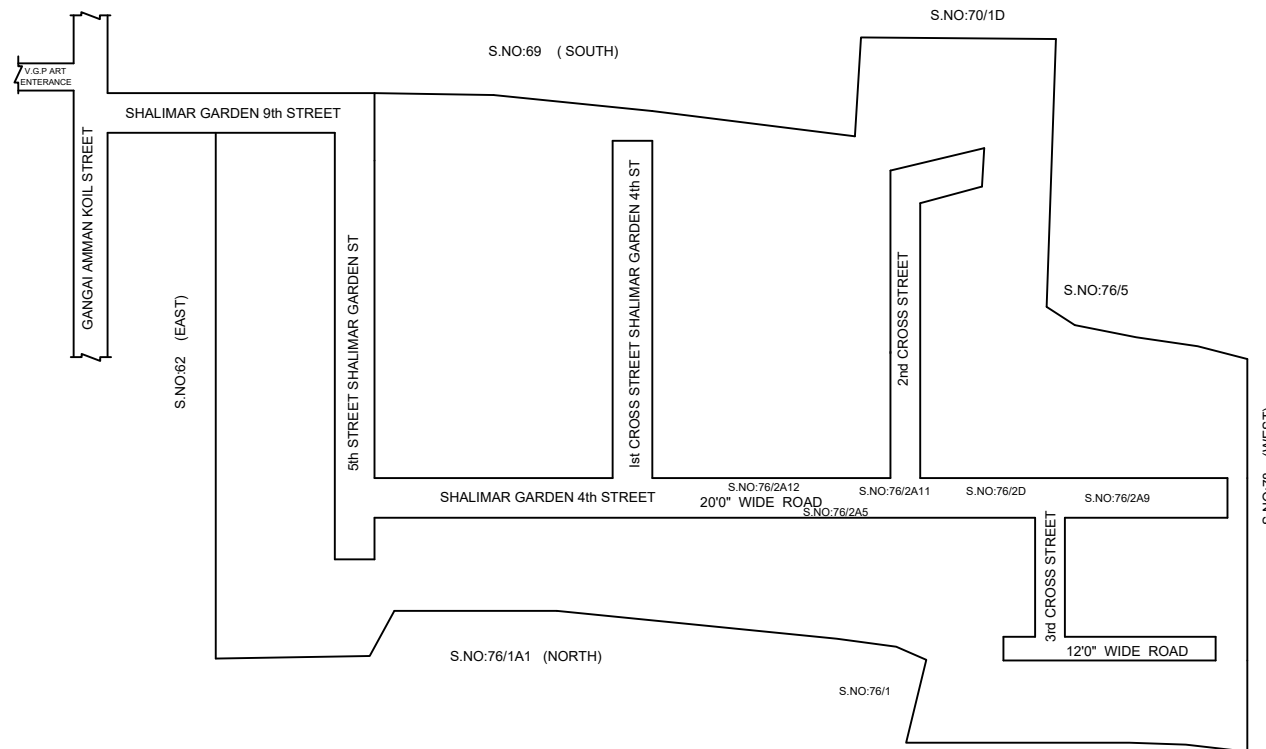 S.NO:70/1D
S.NO:69 ( SOUTH)
V.G.P ART
ENTERANCE
SHALIMAR GARDEN 9th STREET
GANGAI AMMAN KOIL STREET
S.NO:62 (EAST)
5th STREET SHALIMAR GARDEN ST
Ist CROSS STREET SHALIMAR GARDEN 4th ST
2nd CROSS STREET
S.NO:76/5
SHALIMAR GARDEN 4th STREET
S.NO:76/2A12
20'0" WIDE ROAD
S.NO:76/2A5
S.NO:76/2A11
S.NO:76/2D
S.NO:76/2A9
3rd CROSS STREET
12'0" WIDE ROAD
S.NO:76/1A1 (NORTH)
S.NO:76/1